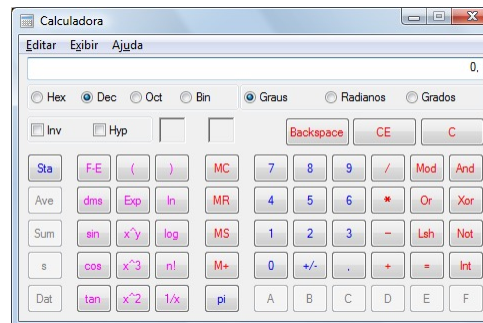 Calculadora
Editar Exibir Ajuda
0,
Hex Dec Oct Bin Graus Radianos Grados
Inv Hyp Backspace CE C
Sta F-E ( ) MC 7 8 9 / Mod And
Ave dms Exp ln MR 4 5 6 * Or Xor
Sum sin x^y log MS 1 2 3 - Lsh Not
s cos x^3 n! M+ 0 +/- , + = Int
Dat tan x^2 1/x pi A B C D E F